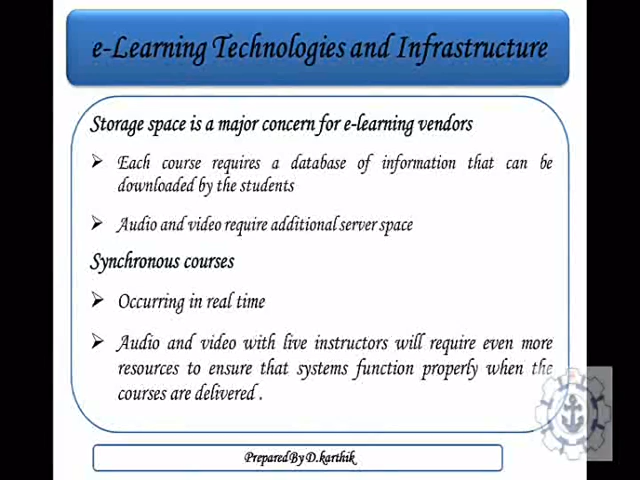 e-Learning Technologies and Infrastructure
Storage space is a major concern for e-learning vendors
Each course requires a database of information that can be
downloaded by the students
Audio and video require additional server space
Synchronous courses
Occurring in real time
Audio and video with live instructors will require even more
resources to ensure that systems function properly when the
courses are delivered .
Prepared By D.karthik